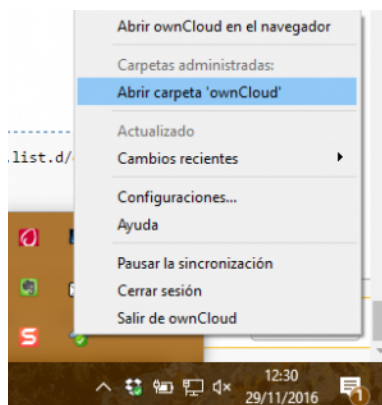 Abrir ownCloud en el navegador
Carpetas administradas:
Abrir carpeta 'ownCloud'
Actualizado
.list.d/
Cambios recientes
Configuraciones...
Ayuda
Pausar la sincronización
Cerrar sesión
Salir de ownCloud
S
12:30
29/11/2016
1